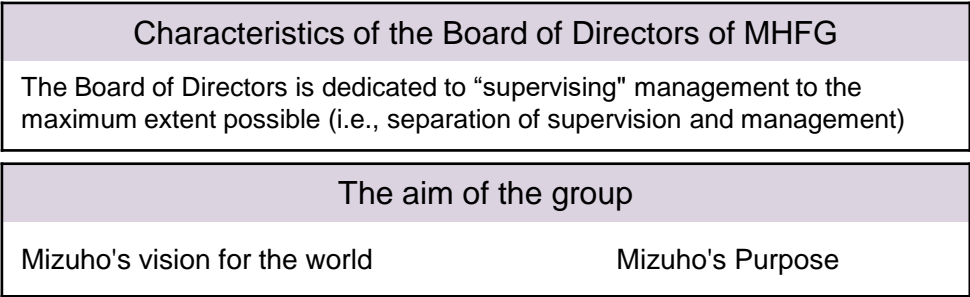 Characteristics of the Board of Directors of MHFG
The Board of Directors is dedicated to “supervising" management to the
maximum extent possible (i.e., separation of supervision and management)
The aim of the group
Mizuho's vision for the world Mizuho's Purpose